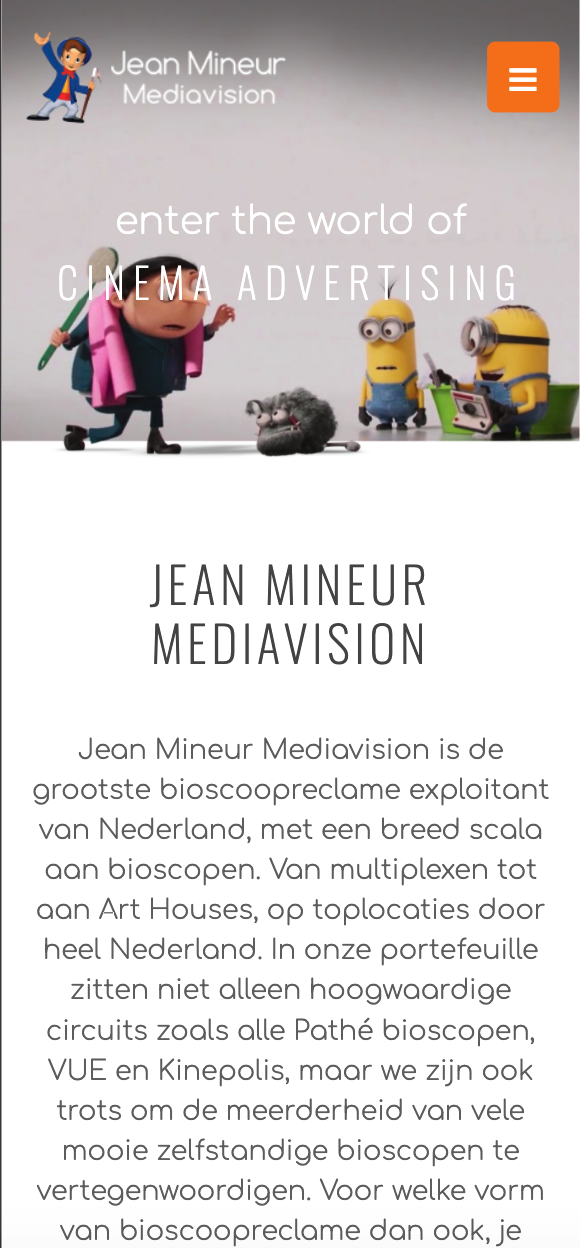 Jean Mineur
Mediavision
enter the world of
CINEMA ADVERTISING
JEAN MINEUR
MEDIAVISION
Jean Mineur Mediavision is de
grootste bioscoopreclame exploitant
van Nederland, met een breed scala
aan bioscopen. Van multiplexen tot
aan Art Houses, op toplocaties door
heel Nederland. In onze portefeuille
zitten niet alleen hoogwaardige
circuits zoals alle Pathé bioscopen,
VUE en Kinepolis, maar we zijn ook
trots om de meerderheid van vele
mooie zelfstandige bioscopen te
vertegenwoordigen. Voor welke vorm
van bioscoopreclame dan ook, je